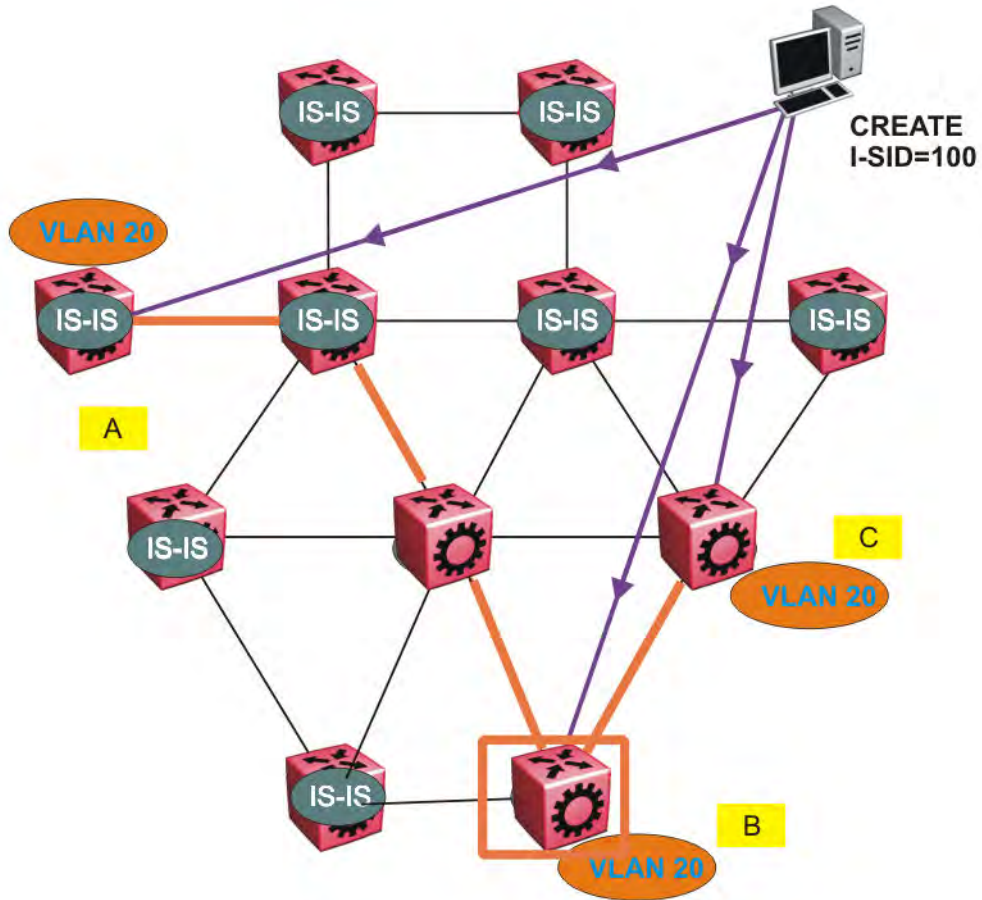 IS-IS
IS-IS
CREATE
I-SID=100
VLAN 20
IS-IS
IS-IS
IS-IS
IS-IS
A
IS-IS
C
VLAN 20
IS-IS
B
VLAN 20